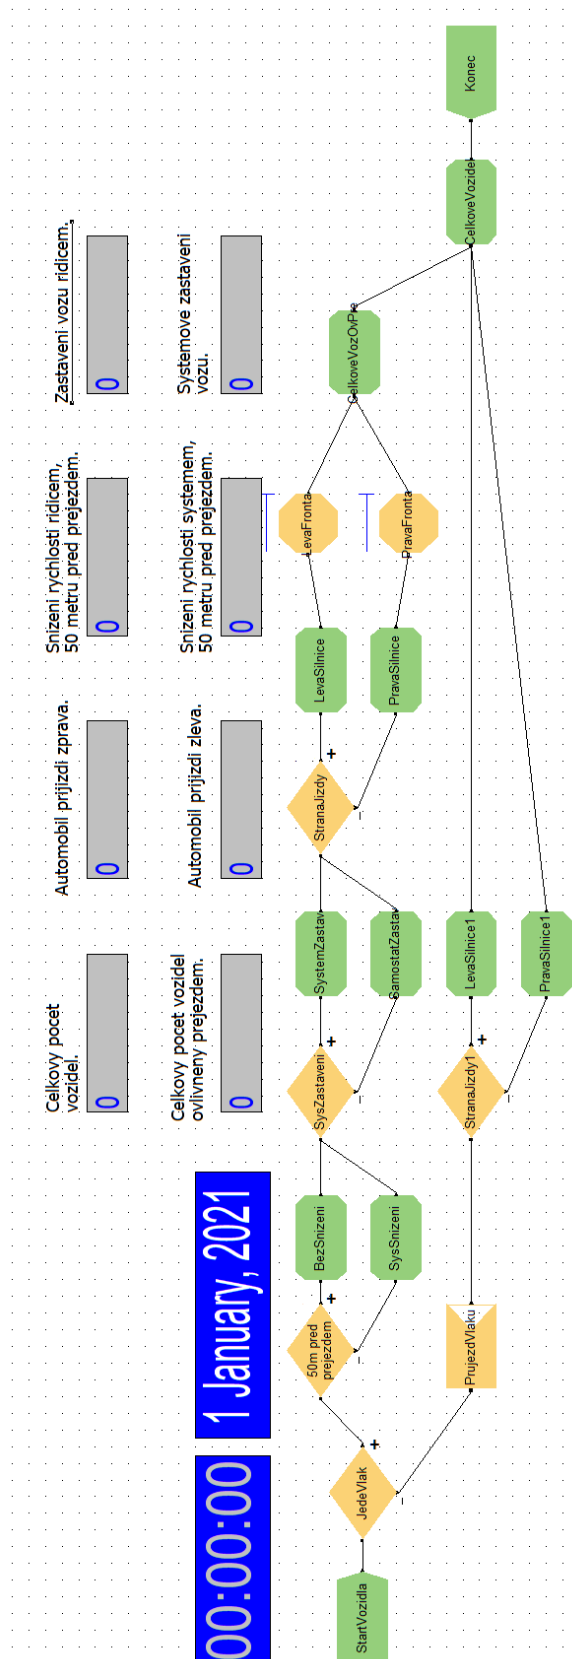 Celkovy pocet
vozidel.
0
Automobil prijizdi zprava.
0
Snizeni rychlosti ridicem,
50 metru pred prejezdem.
0
Zastaveni vozu ridicem.
0
Celkovy pocet vozidel
ovlivneny prejezdem.
0
Automobil prijizdi zleva.
0
Snizeni rychlosti systemem,
50 metru pred prejezdem.
0
Systemove zastaveni
vozu.
0
00:00:00
1 January, 2021
StartVozidla
JedeVlak
+
–
50m pred
prejezdem
+
–
BezSnizeni
SysSnizeni
SysZastaveni
+
–
SystemZastav
SamostatZastav
StranaJizdy
+
–
LevaSilnice
PravaSilnice
LevaFronta
PravaFronta
CelkoveVozOvPre
PrujezdVlaku
StranaJizdy1
+
–
LevaSilnice1
PravaSilnice1
CelkoveVozidel
Konec